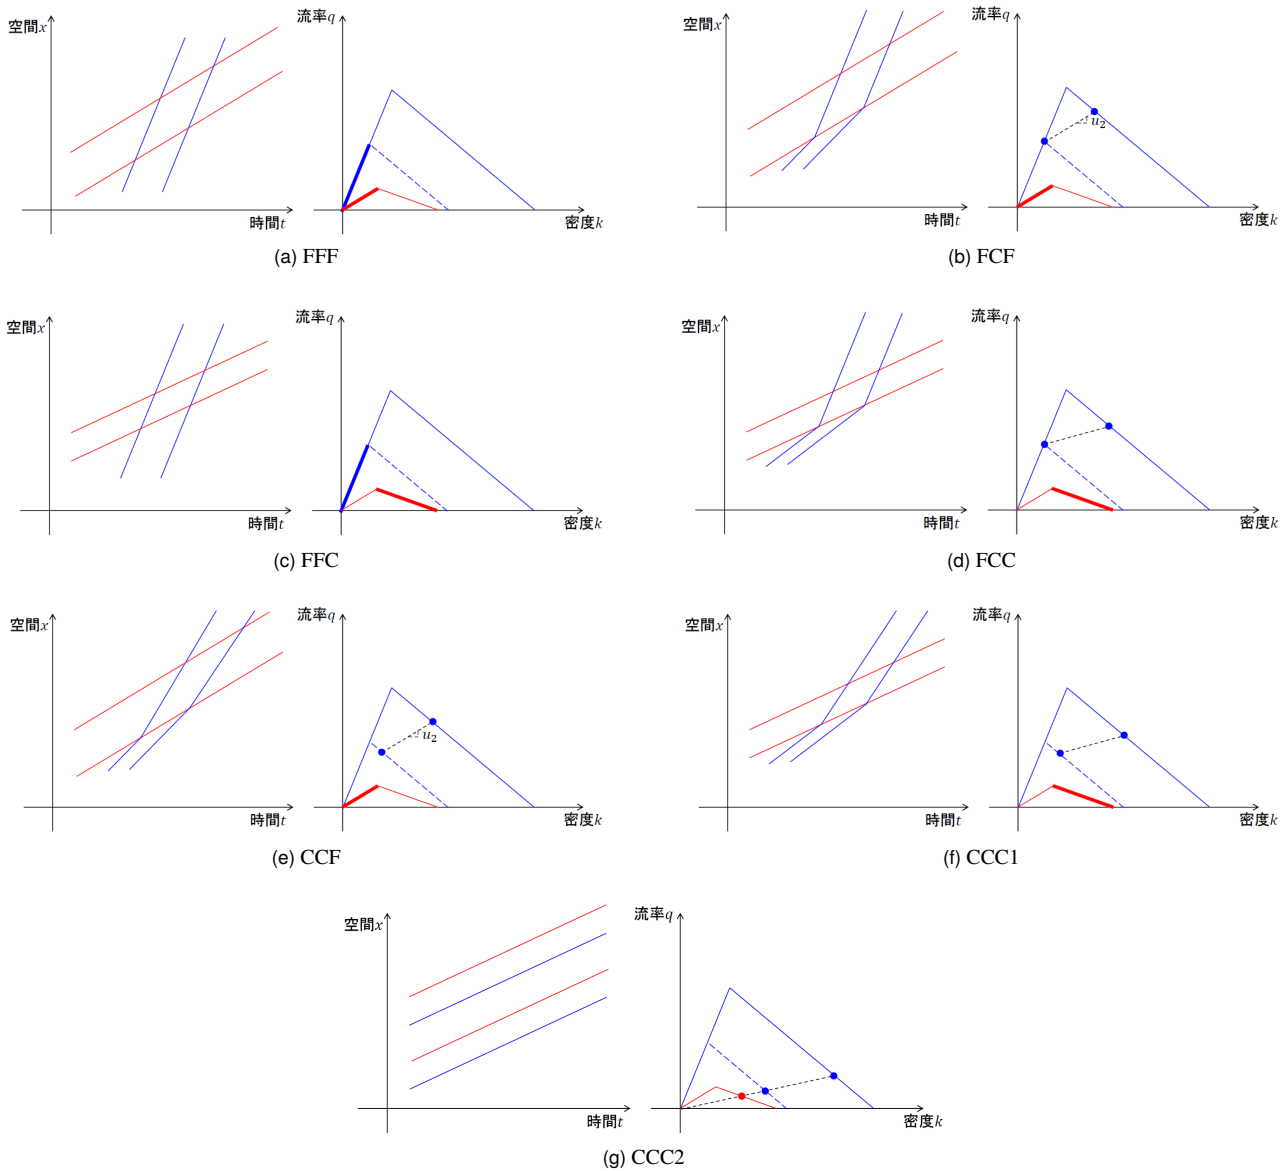 空間x
時間t
流率q
密度k
(a) FFF
空間x
時間t
流率q
u₂
密度k
(b) FCF
空間x
時間t
流率q
密度k
(c) FFC
空間x
時間t
流率q
密度k
(d) FCC
空間x
時間t
流率q
u₂
密度k
(e) CCF
空間x
時間t
流率q
密度k
(f) CCC1
空間x
時間t
流率q
密度k
(g) CCC2